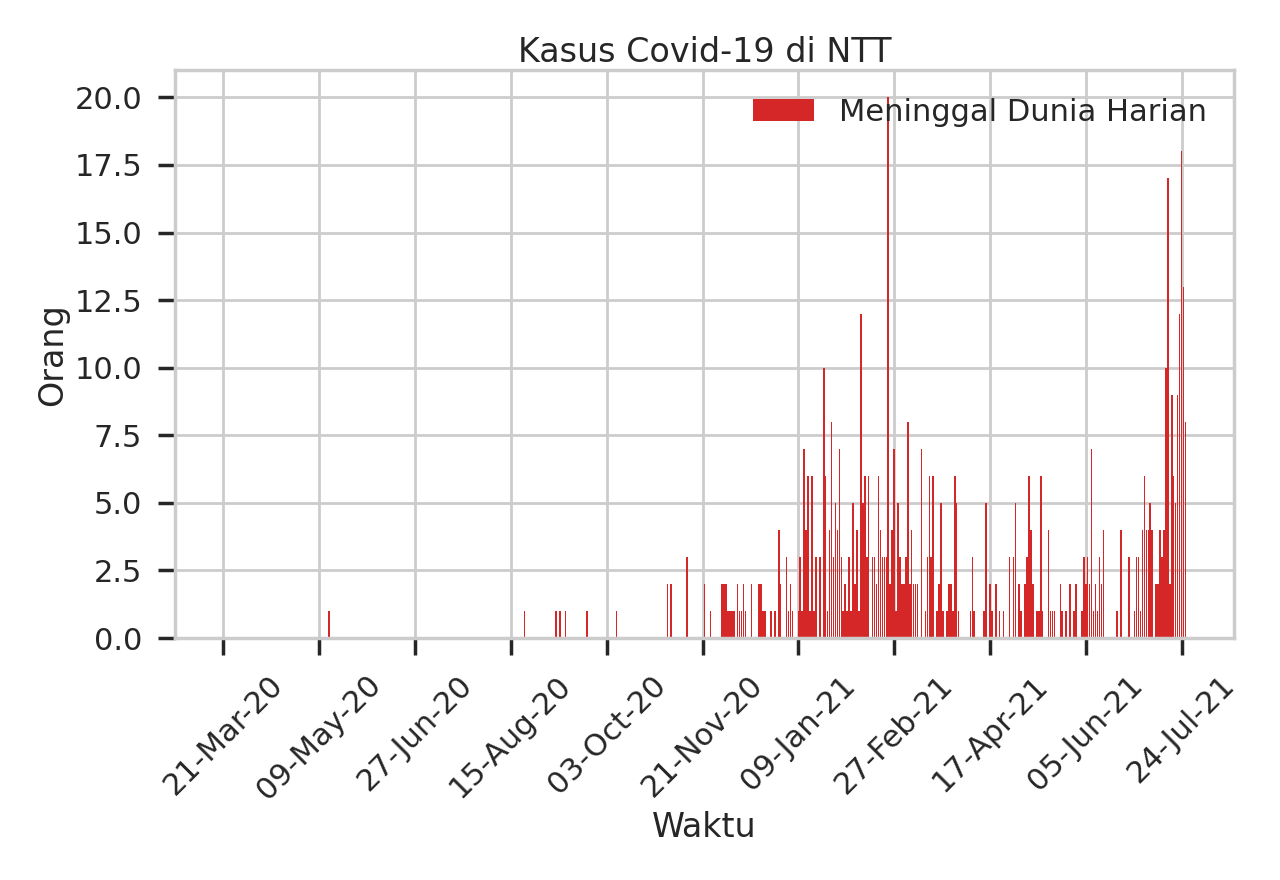 Kasus Covid-19 di NTT
Meninggal Dunia Harian
Orang
20.0
17.5
15.0
12.5
10.0
7.5
5.0
2.5
0.0
21-Mar-20
09-May-20
27-Jun-20
15-Aug-20
03-Oct-20
21-Nov-20
09-Jan-21
27-Feb-21
17-Apr-21
05-Jun-21
24-Jul-21
Waktu